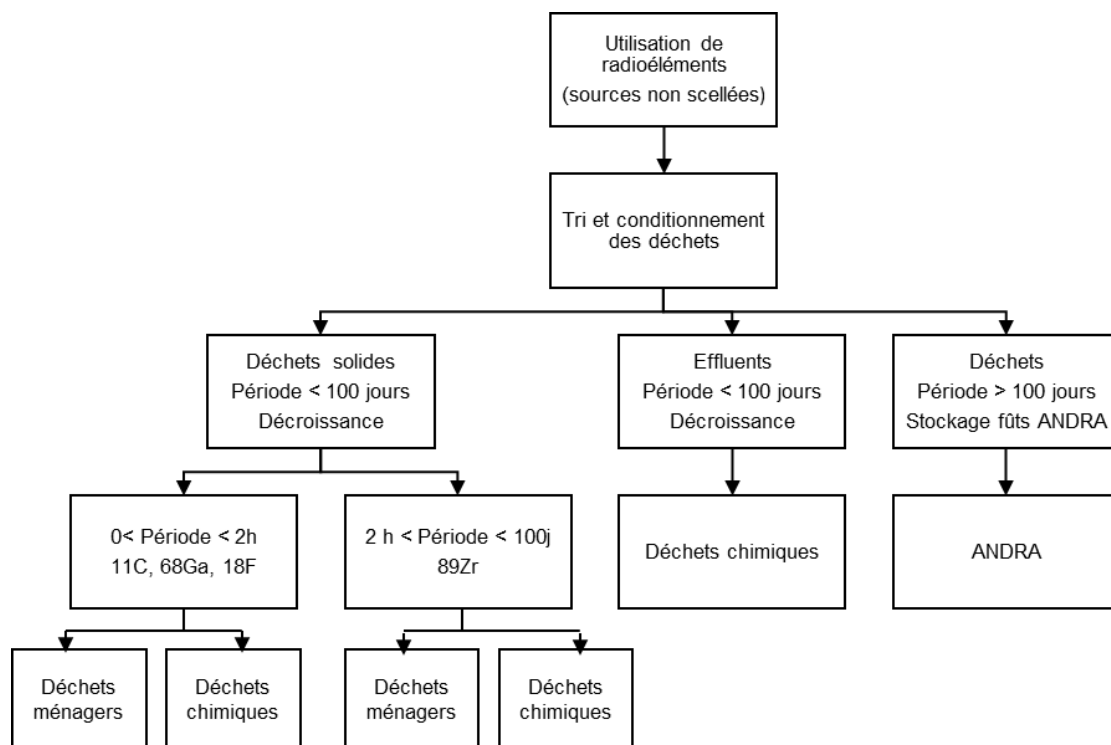 Utilisation de
radioéléments
(sources non scellées)
Tri et conditionnement
des déchets
Déchets solides
Période < 100 jours
Décroissance
Effluents
Période < 100 jours
Décroissance
Déchets
Période > 100 jours
Stockage fûts ANDRA
0< Période < 2h
11C, 68Ga, 18F
2 h < Période < 100j
89Zr
Déchets chimiques
ANDRA
Déchets
ménagers
Déchets
chimiques
Déchets
ménagers
Déchets
chimiques